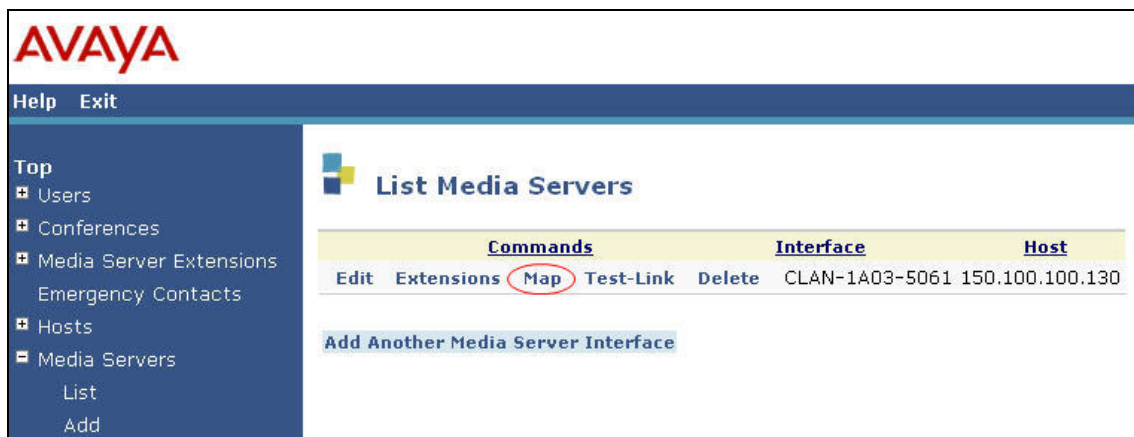 AVAYA
Help Exit
Top
Users
Conferences
Media Server Extensions
Emergency Contacts
Hosts
Media Servers
List
Add
List Media Servers
Commands Interface Host
Edit Extensions Map Test-Link Delete CLAN-1A03-5061 150.100.100.130
Add Another Media Server Interface